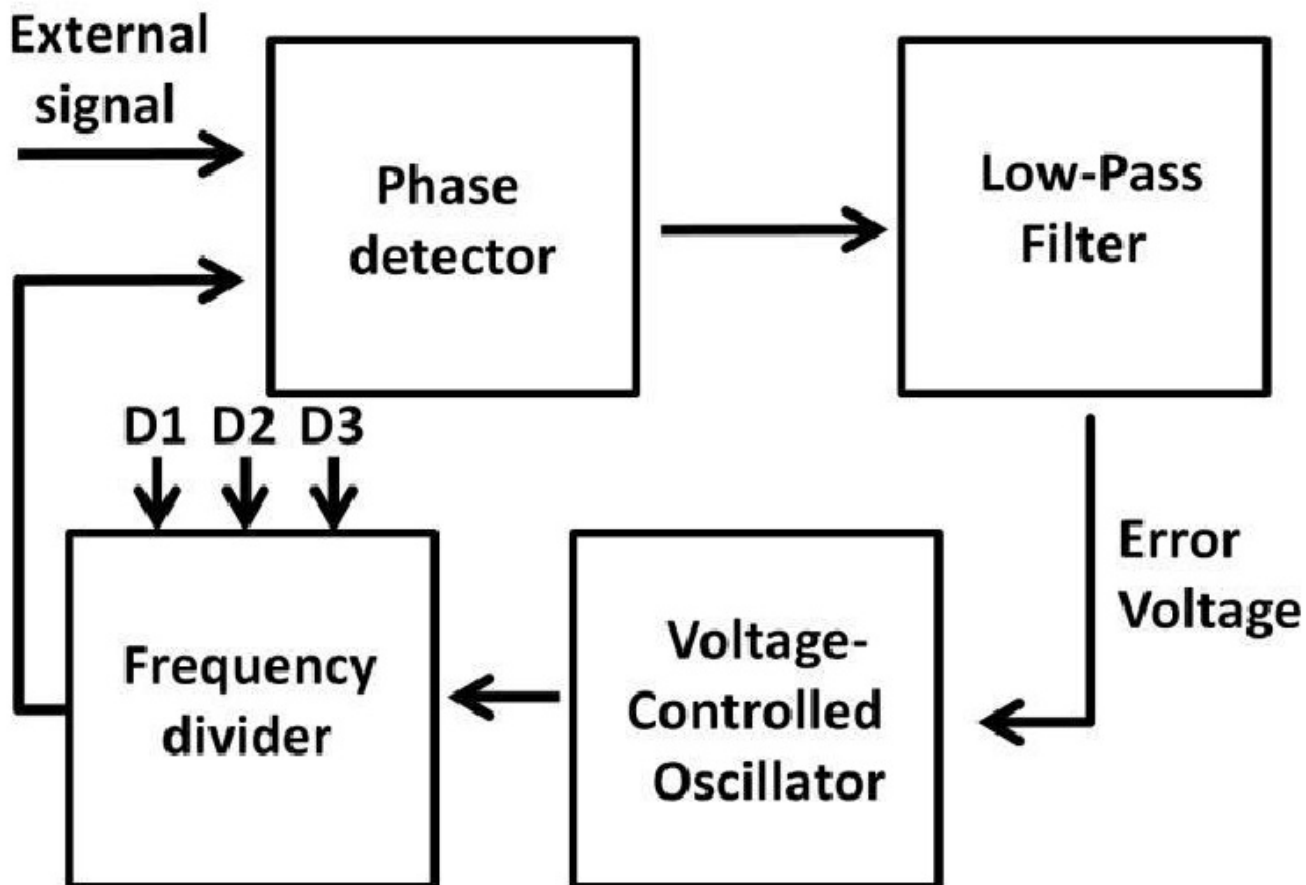 External
signal
Phase
detector
Low-Pass
Filter
D1 D2 D3
Error
Voltage
Frequency
divider
Voltage-
Controlled
Oscillator